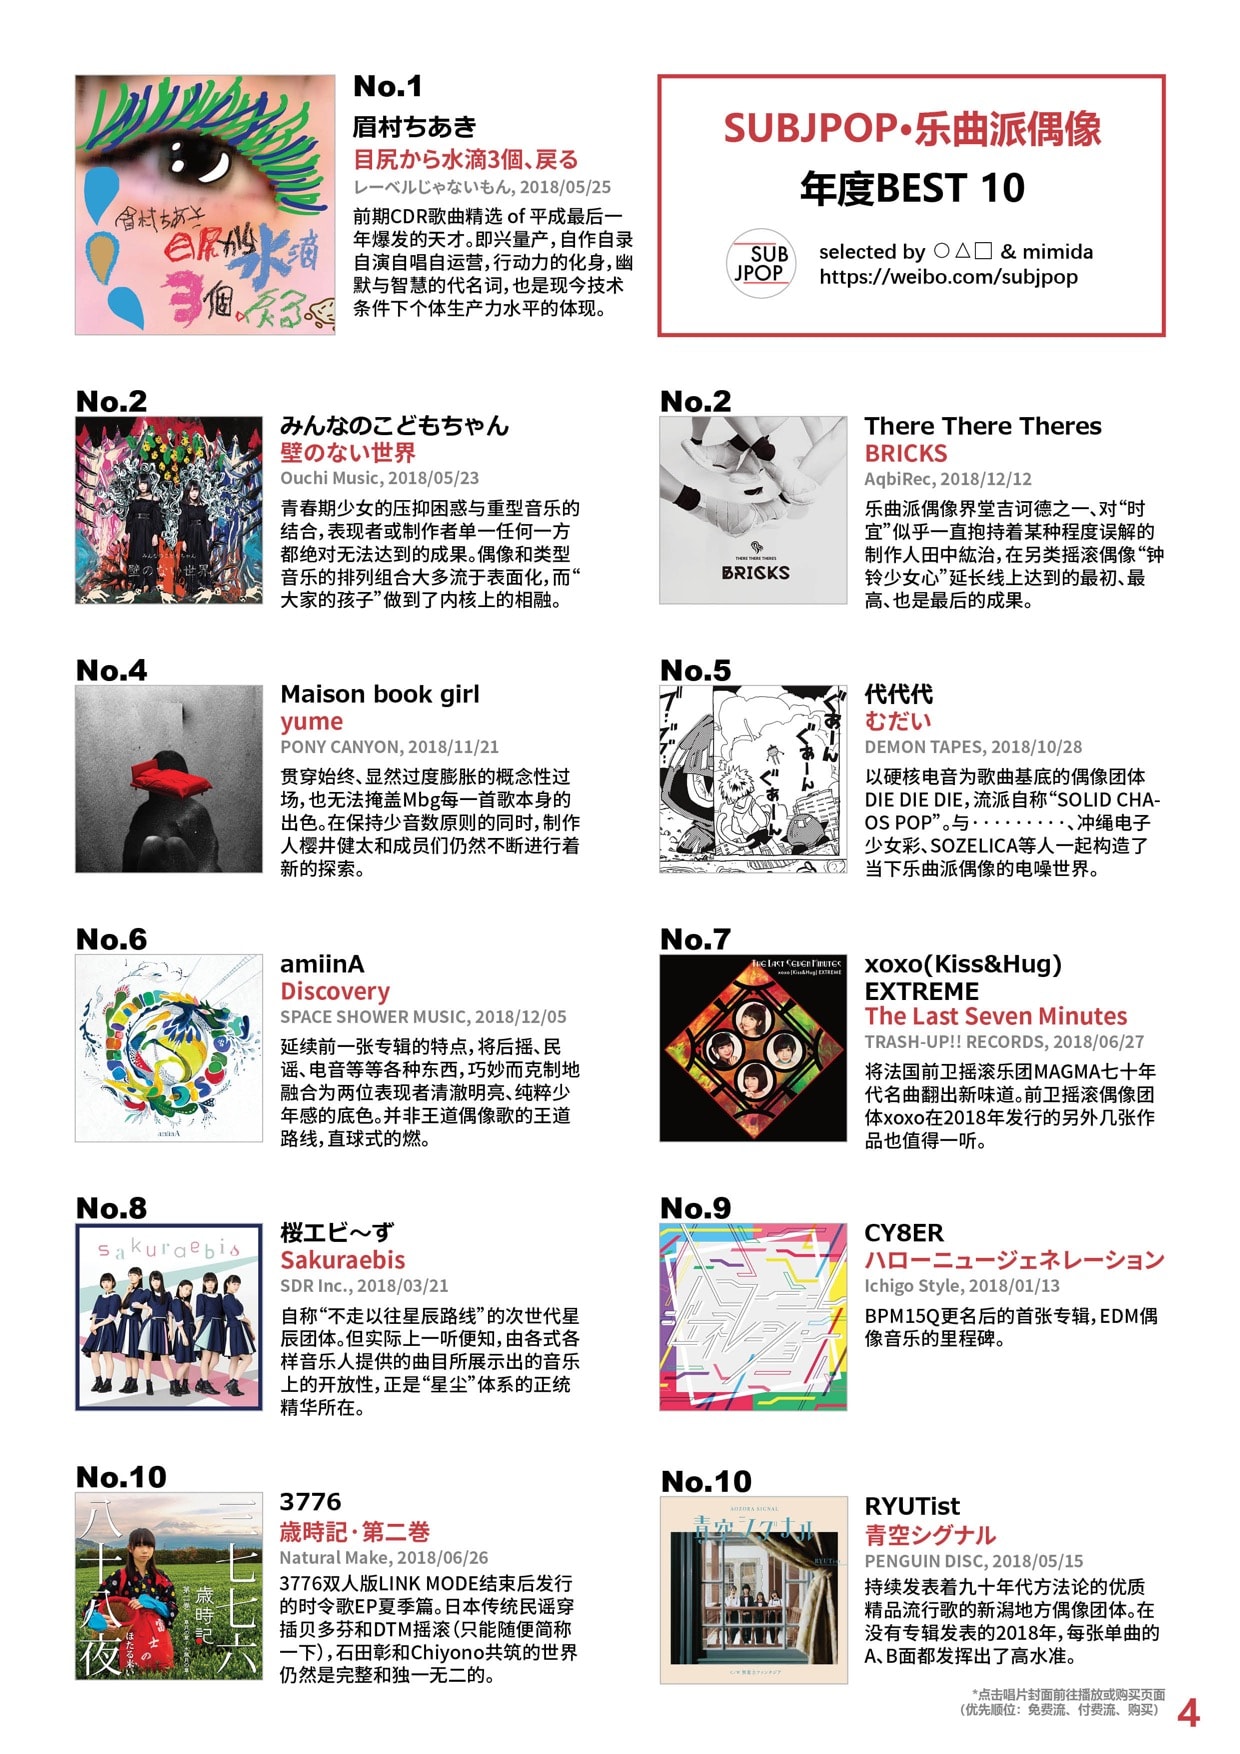 No.1
眉村ちあき
目尻から水滴3個、戻る
レーベルじゃないもん, 2018/05/25
前期CDR歌曲精选 of 平成最后一
年爆发的天才。即兴量产，自作自录
自演自唱自运营，行动力的化身，幽
默与智慧的代名词，也是现今技术
条件下个体生产力水平的体现。
眉村ちあき
目尻から水滴
3個、戻る
SUBJPOP•乐曲派偶像
年度BEST 10
SUB
JPOP
selected by ○△□ & mimida
https://weibo.com/subjpop
No.2
みんなのこどもちゃん
壁のない世界
Ouchi Music, 2018/05/23
青春期少女的压抑困惑与重型音乐的
结合，表现者或制作者单一任何一方
都绝对无法达到的成果。偶像和类型
音乐的排列组合大多流于表面化，而“
大家的孩子”做到了内核上的相融。
みんなのこどもちゃん
壁のない世界
No.2
There There Theres
BRICKS
AqbiRec, 2018/12/12
乐曲派偶像界堂吉诃德之一、对“时
宜”似乎一直抱持着某种程度误解的
制作人田中紘治，在另类摇滚偶像“钟
铃少女心”延长线上达到的最初、最
高、也是最后的成果。
THERE THERE THERES
BRICKS
No.4
Maison book girl
yume
PONY CANYON, 2018/11/21
贯穿始终、显然过度膨胀的概念性过
场，也无法掩盖Mbg每一首歌本身的
出色。在保持少音数原则的同时，制作
人樱井健太和成员们仍然不断进行着
新的探索。
No.5
代代代
むだい
DEMON TAPES, 2018/10/28
以硬核电音为歌曲基底的偶像团体
DIE DIE DIE，流派自称“SOLID CHA-
OS POP”。与·········、冲绳电子
少女彩、SOZELICA等人一起构造了
当下乐曲派偶像的电噪世界。
ぐぁーん
ぐぁーん
ぐぁーん
No.6
amiinA
Discovery
SPACE SHOWER MUSIC, 2018/12/05
延续前一张专辑的特点，将后摇、民
谣、电音等等各种东西，巧妙而克制地
融合为两位表现者清澈明亮、纯粹少
年感的底色。并非王道偶像歌的王道
路线，直球式的燃。
amiinA
No.7
xoxo(Kiss&Hug)
EXTREME
The Last Seven Minutes
TRASH-UP!! RECORDS, 2018/06/27
将法国前卫摇滚乐团MAGMA七十年
代名曲翻出新味道。前卫摇滚偶像团
体xoxo在2018年发行的另外几张作
品也值得一听。
THE LAST SEVEN MINUTES
xoxo(Kiss&Hug) EXTREME
No.8
桜エビ～ず
Sakuraebis
SDR Inc., 2018/03/21
自称“不走以往星辰路线”的次世代星
辰团体。但实际上一听便知，由各式各
样音乐人提供的曲目所展示出的音乐
上的开放性，正是“星尘”体系的正统
精华所在。
sakuraebis
No.9
CY8ER
ハローニュージェネレーション
Ichigo Style, 2018/01/13
BPM15Q更名后的首张专辑，EDM偶
像音乐的里程碑。
No.10
3776
歳時記·第二巻
Natural Make, 2018/06/26
3776双人版LINK MODE结束后发行
的时令歌EP夏季篇。日本传统民谣穿
插贝多芬和DTM摇滚（只能随便简称
一下），石田彰和Chiyono共筑的世界
仍然是完整和独一无二的。
三七七六
歳時記
八十八夜
富士の
ほたる来い
No.10
RYUTist
青空シグナル
PENGUIN DISC, 2018/05/15
持续发表着九十年代方法论的优质
精品流行歌的新潟地方偶像团体。在
没有专辑发表的2018年，每张单曲的
A、B面都发挥出了高水准。
AOZORA SIGNAL
青空シグナル
RYUTist
*点击唱片封面前往播放或购买页面
（优先顺位：免费流、付费流、购买）
4